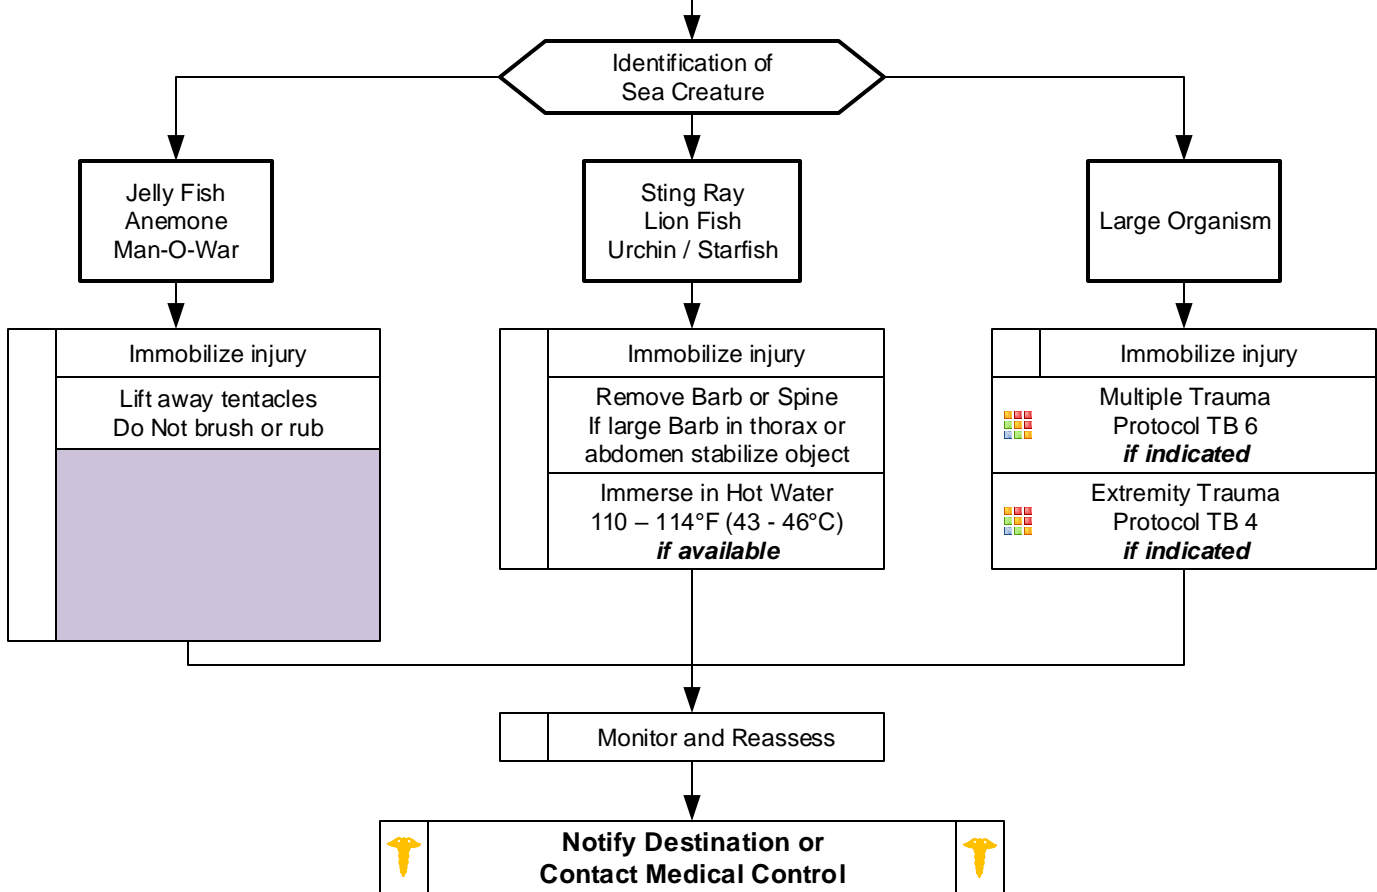 Identification of
Sea Creature
Jelly Fish
Anemone
Man-O-War
Sting Ray
Lion Fish
Urchin / Starfish
Large Organism
Immobilize injury
Lift away tentacles
Do Not brush or rub
Immobilize injury
Remove Barb or Spine
If large Barb in thorax or
abdomen stabilize object
Immerse in Hot Water
110 – 114°F (43 - 46°C)
if available
Immobilize injury
Multiple Trauma
Protocol TB 6
if indicated
Extremity Trauma
Protocol TB 4
if indicated
Monitor and Reassess
Notify Destination or
Contact Medical Control